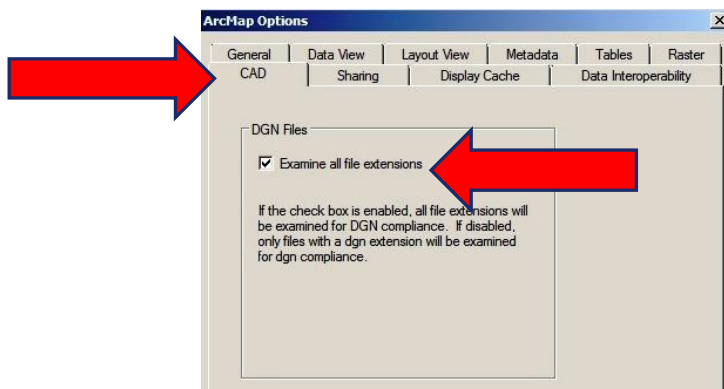 ArcMap Options
General Data View Layout View Metadata Tables Raster
CAD Sharing Display Cache Data Interoperability
DGN Files
Examine all file extensions
If the check box is enabled, all file extensions will
be examined for DGN compliance. If disabled,
only files with a dgn extension will be examined
for dgn compliance.